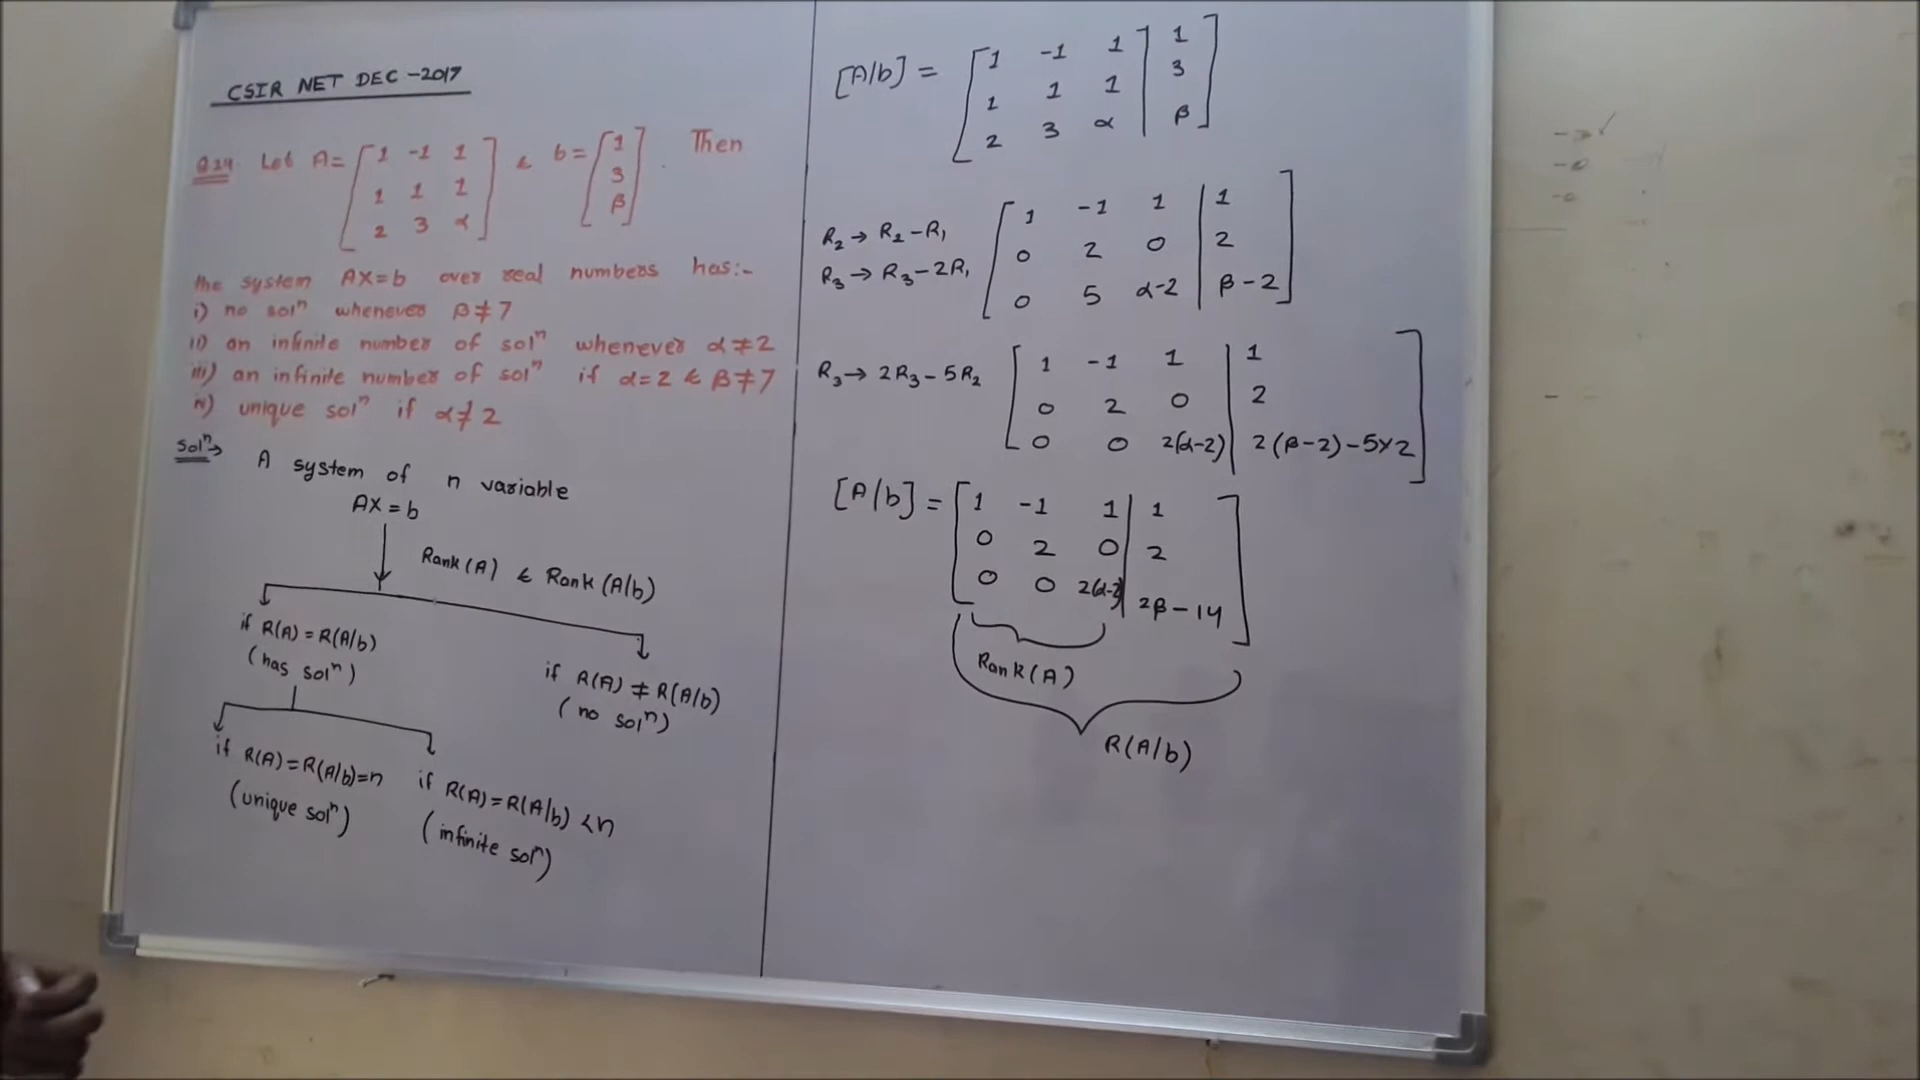 CSIR NET DEC -2017
Q24. Let A= [1 -1 1 & b= [1 . Then
1 1 1 3
2 3 α] β]
the system AX=b over real numbers has:-
i) no solⁿ whenever β≠7
ii) an infinite number of solⁿ whenever α≠2
iii) an infinite number of solⁿ if α=2 & β≠7
iv) unique solⁿ if α≠2
Solⁿ→ A system of n variable
AX=b
Rank(A) & Rank(A/b)
if R(A)=R(A/b)
(has solⁿ)
if R(A)≠R(A/b)
(no solⁿ)
if R(A)=R(A/b)=n
(unique solⁿ)
if R(A)=R(A/b)<n
(infinite solⁿ)
[A/b] = [1 -1 1 | 1
1 1 1 | 3
2 3 α | β]
R₂→R₂-R₁
R₃→R₃-2R₁
[1 -1 1 | 1
0 2 0 | 2
0 5 α-2 | β-2]
R₃→2R₃-5R₂
[1 -1 1 | 1
0 2 0 | 2
0 0 2(α-2) | 2(β-2)-5×2]
[A/b] = [1 -1 1 | 1
0 2 0 | 2
0 0 2(α-2) | 2β-14]
Rank(A)
R(A/b)